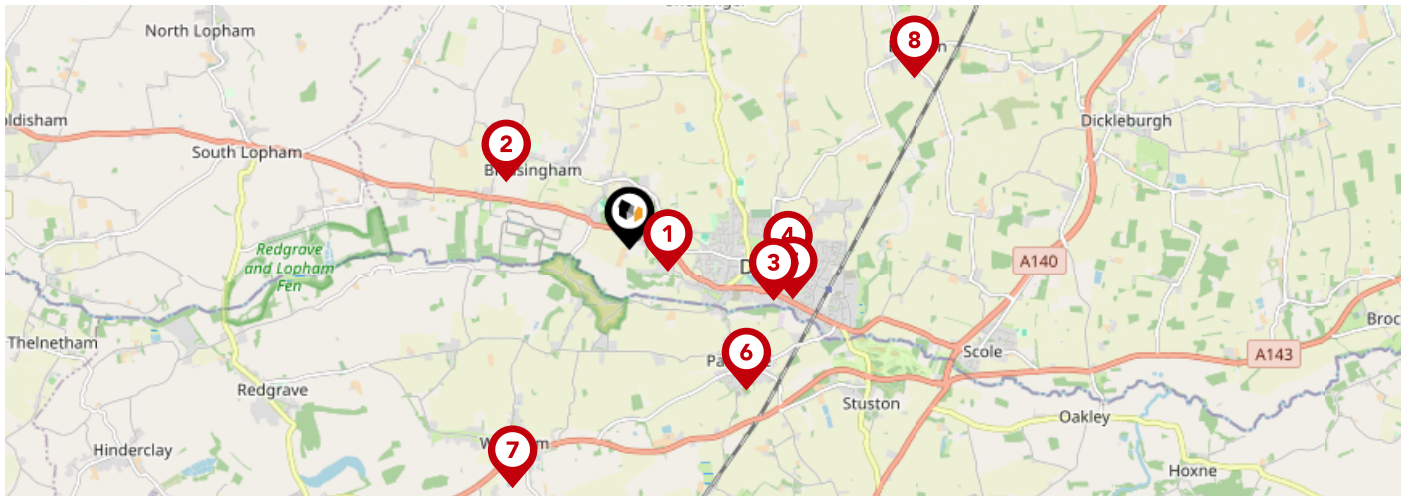 North Lopham
8
Dickleburgh
South Lopham
2
Redgrave
and Lopham
Fen
1
4
3
A140
Thelnetham
6
Scole
A143
Redgrave
Stuston
Oakley
7
Hinderclay
Hoxne